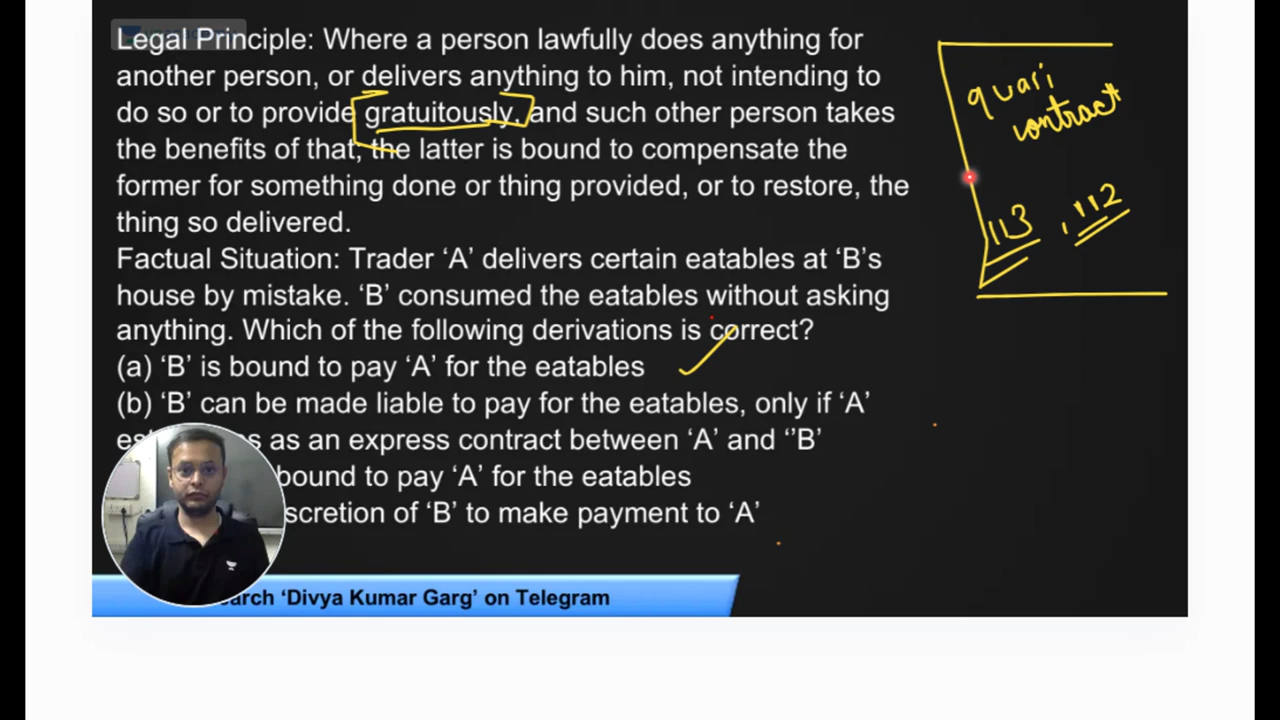 Legal Principle: Where a person lawfully does anything for
another person, or delivers anything to him, not intending to
do so or to provide gratuitously, and such other person takes
the benefits of that, the latter is bound to compensate the
former for something done or thing provided, or to restore, the
thing so delivered.
Factual Situation: Trader ‘A’ delivers certain eatables at ‘B’s
house by mistake. ‘B’ consumed the eatables without asking
anything. Which of the following derivations is correct?
(a) ‘B’ is bound to pay ‘A’ for the eatables
(b) ‘B’ can be made liable to pay for the eatables, only if ‘A’
as an express contract between ‘A’ and ‘'B’
bound to pay ‘A’ for the eatables
of ‘B’ to make payment to ‘A’
‘Divya Kumar Garg’ on Telegram
quasi
contract
113 , 112